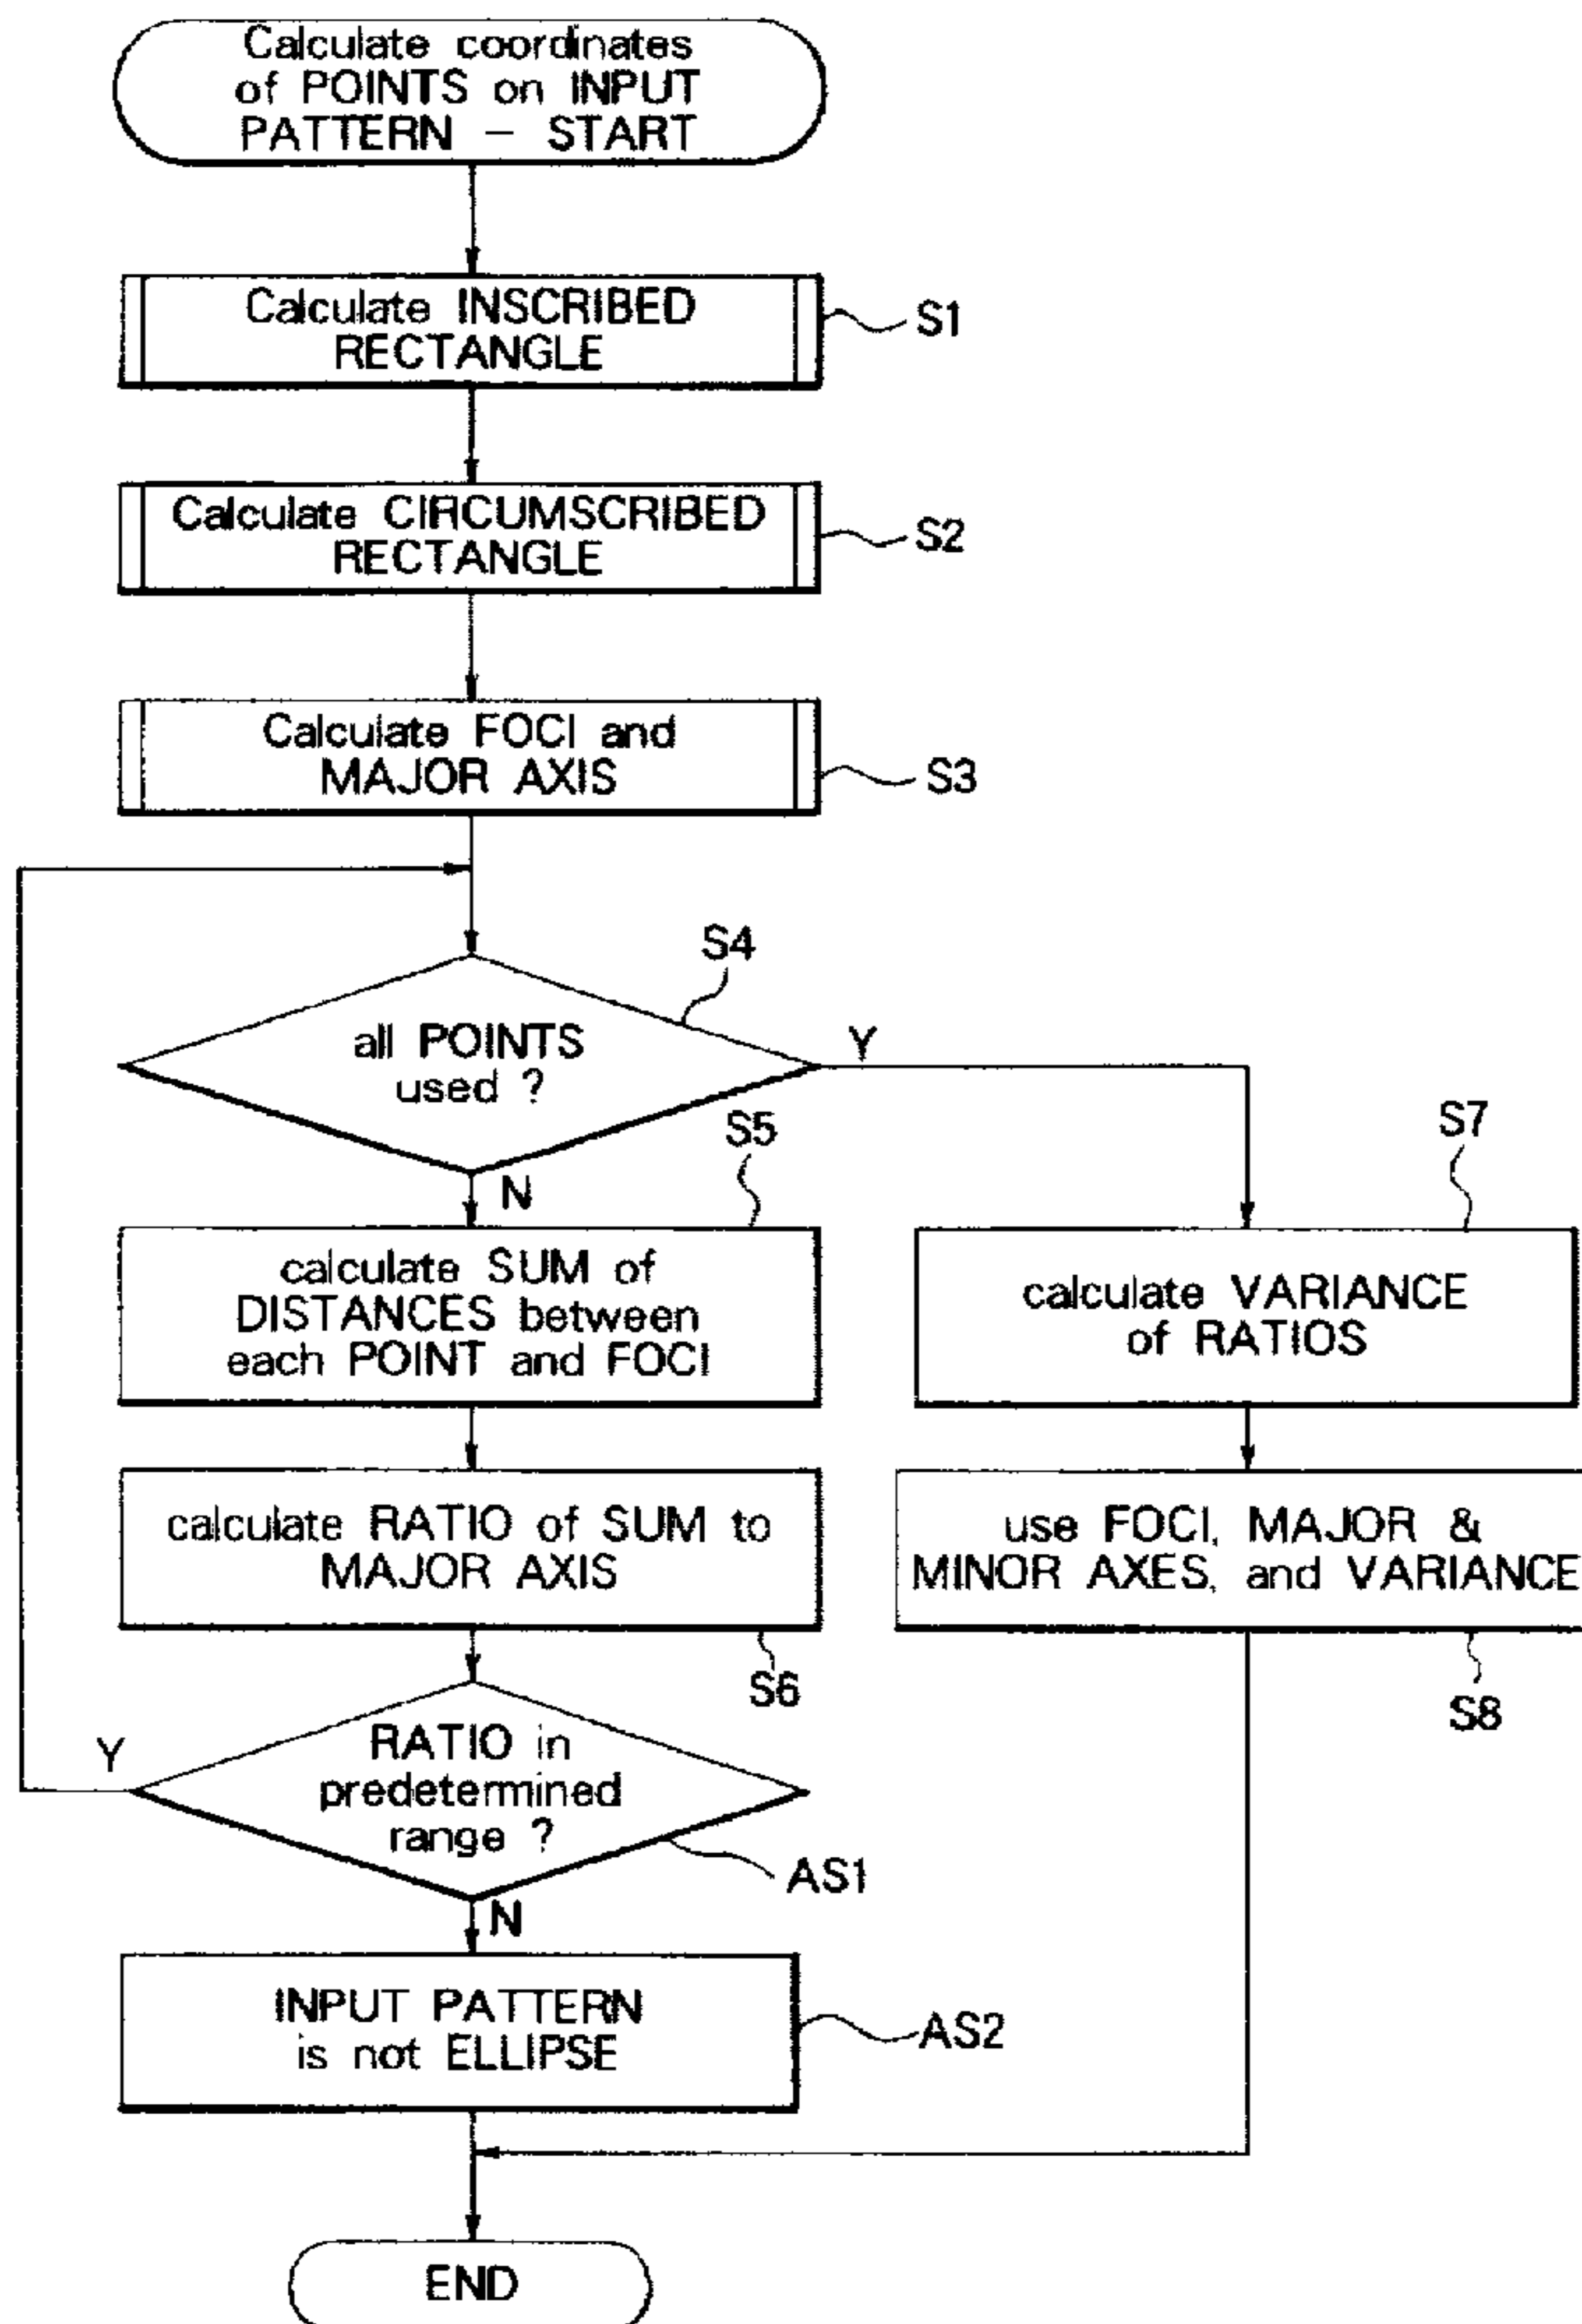 Calculate coordinates
of POINTS on INPUT
PATTERN – START
Calculate INSCRIBED
RECTANGLE
S1
Calculate CIRCUMSCRIBED
RECTANGLE
S2
Calculate FOCI and
MAJOR AXIS
S3
S4
all POINTS
used ?
Y
N
S5
calculate SUM of
DISTANCES between
each POINT and FOCI
S7
calculate VARIANCE
of RATIOS
calculate RATIO of SUM to
MAJOR AXIS
S6
use FOCI, MAJOR &
MINOR AXES, and VARIANCE
S8
Y
RATIO in
predetermined
range ?
AS1
N
INPUT PATTERN
is not ELLIPSE
AS2
END